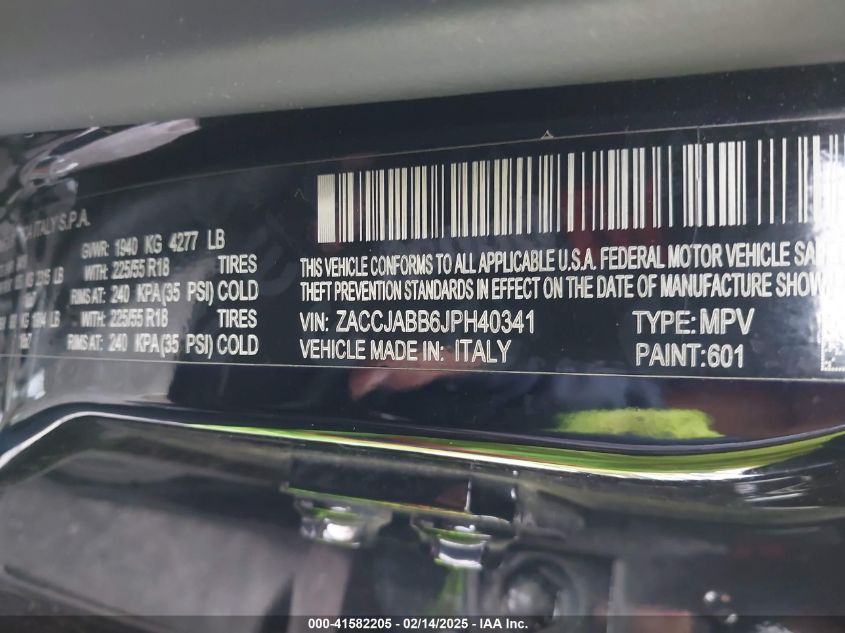 ITALY S.P.A.
GVWR: 1940 KG 4277 LB
WITH: 225/55 R18 TIRES
RIMS AT: 240 KPA(35 PSI) COLD
WITH: 225/55 R18 TIRES
RIMS AT: 240 KPA(35 PSI) COLD
THIS VEHICLE CONFORMS TO ALL APPLICABLE U.S.A. FEDERAL MOTOR VEHICLE
THEFT PREVENTION STANDARDS IN EFFECT ON THE DATE OF MANUFACTURE SHOW
VIN: ZACCJABB6JPH40341 TYPE: MPV
VEHICLE MADE IN: ITALY PAINT:601
000-41582205 - 02/14/2025 - IAA Inc.